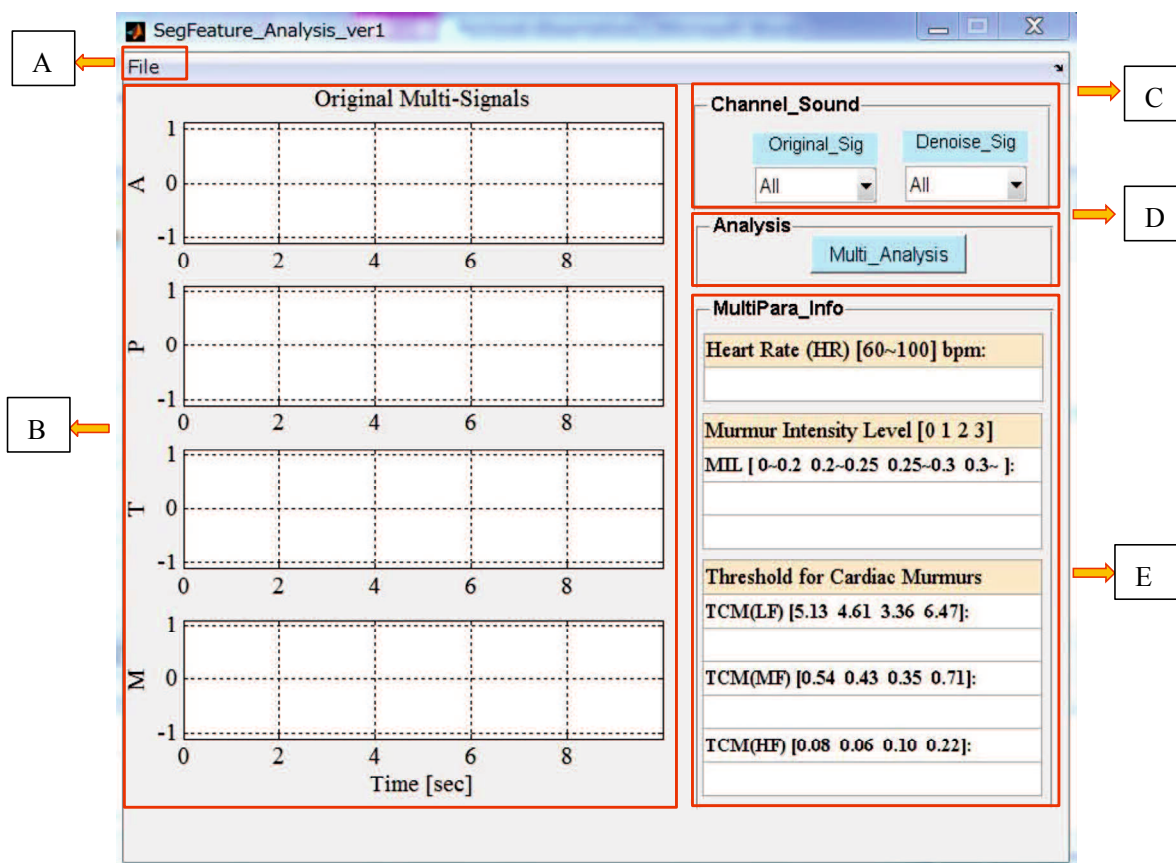 SegFeature_Analysis_ver1
File
A
B
C
D
E
Original Multi-Signals
A
1
0
-1
0 2 4 6 8
P
1
0
-1
0 2 4 6 8
T
1
0
-1
0 2 4 6 8
M
1
0
-1
0 2 4 6 8
Time [sec]
Channel_Sound
Original_Sig Denoise_Sig
All All
Analysis
Multi_Analysis
MultiPara_Info
Heart Rate (HR) [60~100] bpm:
Murmur Intensity Level [0 1 2 3]
MIL [ 0~0.2 0.2~0.25 0.25~0.3 0.3~ ]:
Threshold for Cardiac Murmurs
TCM(LF) [5.13 4.61 3.36 6.47]:
TCM(MF) [0.54 0.43 0.35 0.71]:
TCM(HF) [0.08 0.06 0.10 0.22]: